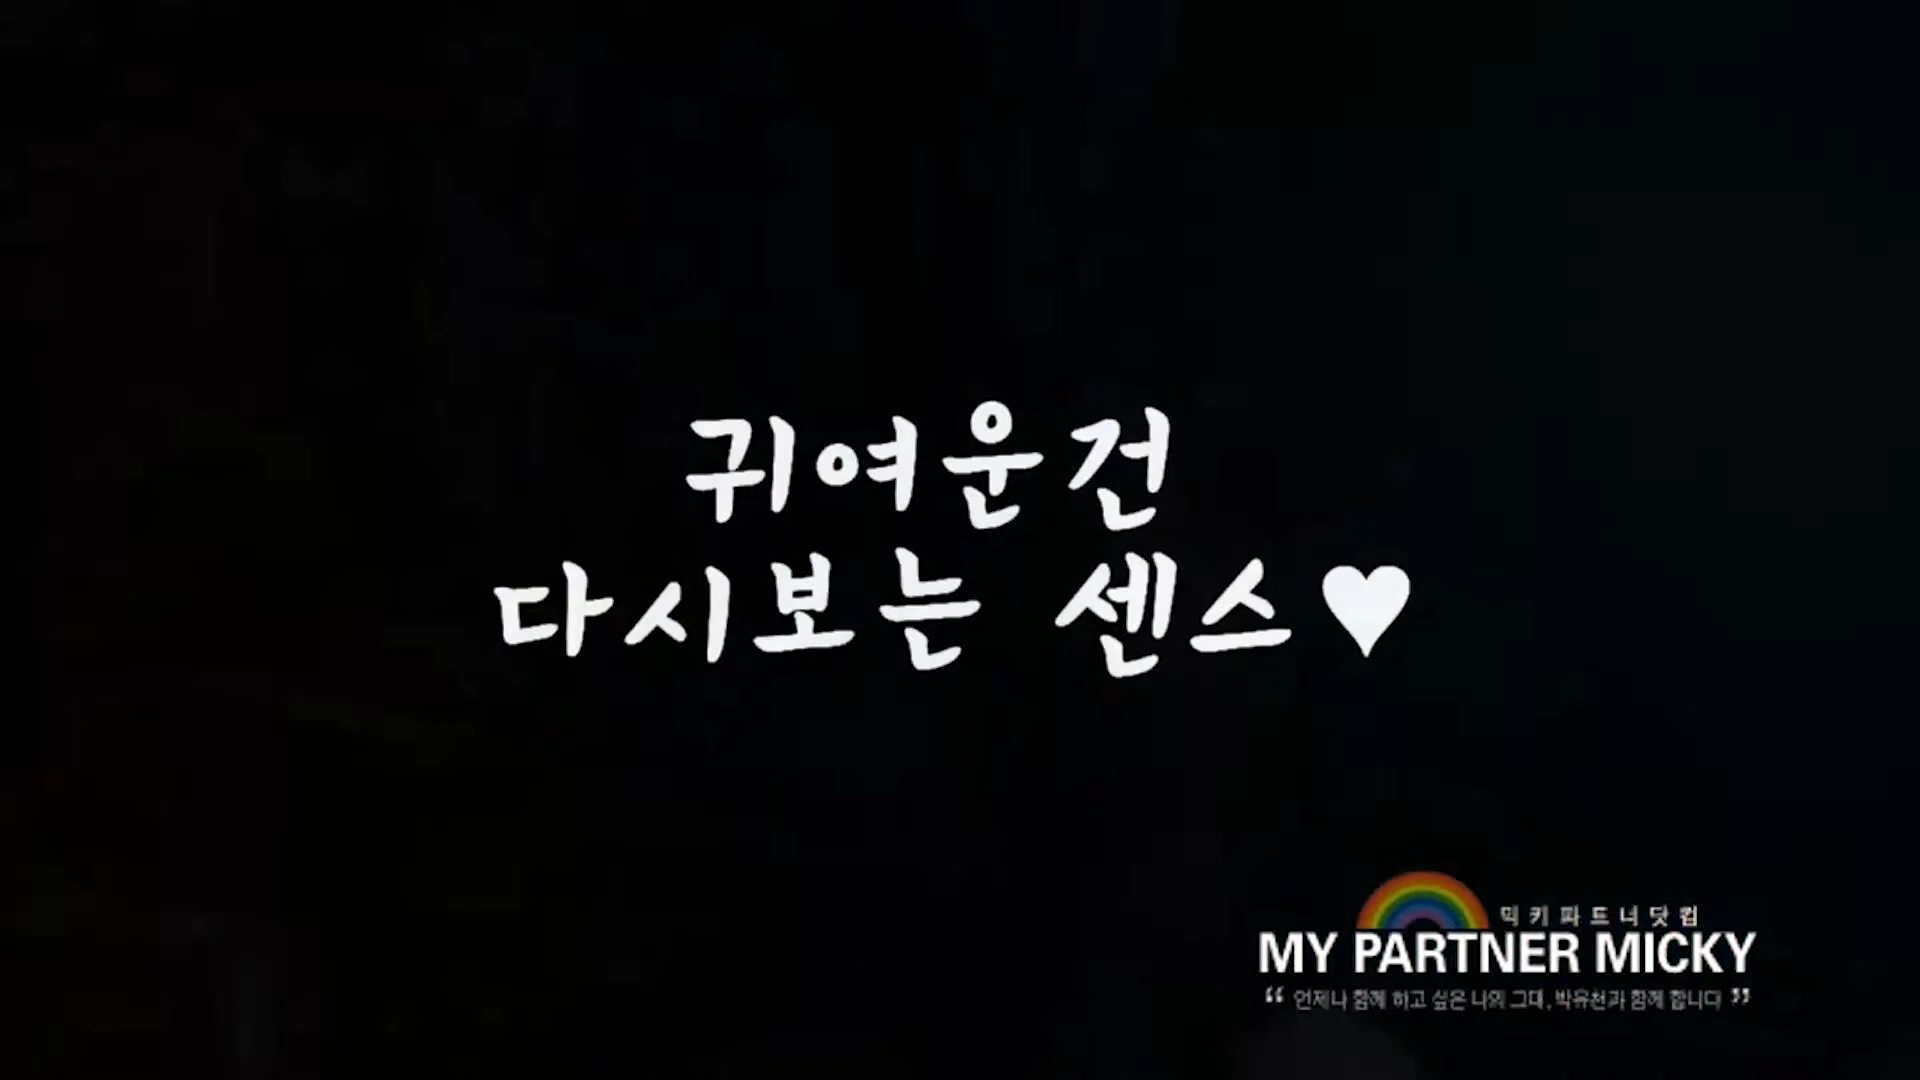 귀여운건
다시보는 센스♥
믹키파트너닷컴
MY PARTNER MICKY
“ 언제나 함께 하고 싶은 나의 그대, 박유천과 함께 합니다 ”